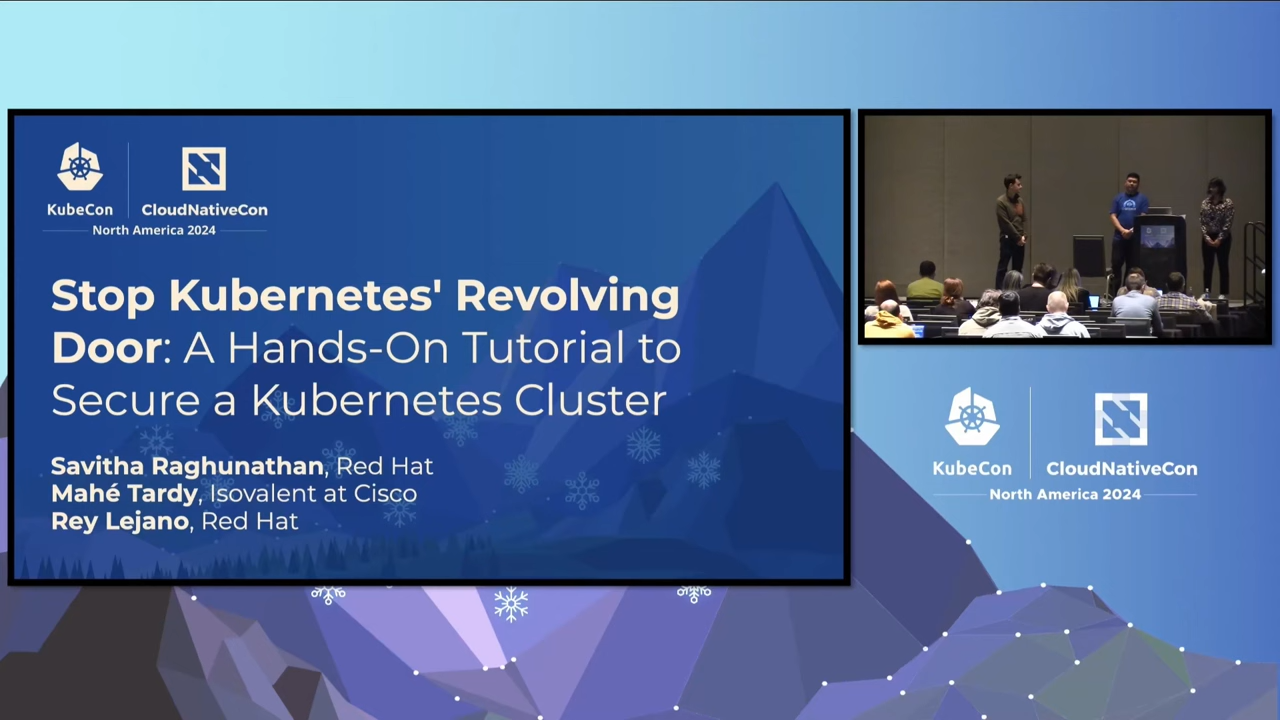 KubeCon
CloudNativeCon
North America 2024
Stop Kubernetes' Revolving
Door: A Hands-On Tutorial to
Secure a Kubernetes Cluster
Savitha Raghunathan, Red Hat
Mahé Tardy, Isovalent at Cisco
Rey Lejano, Red Hat
KubeCon
CloudNativeCon
North America 2024